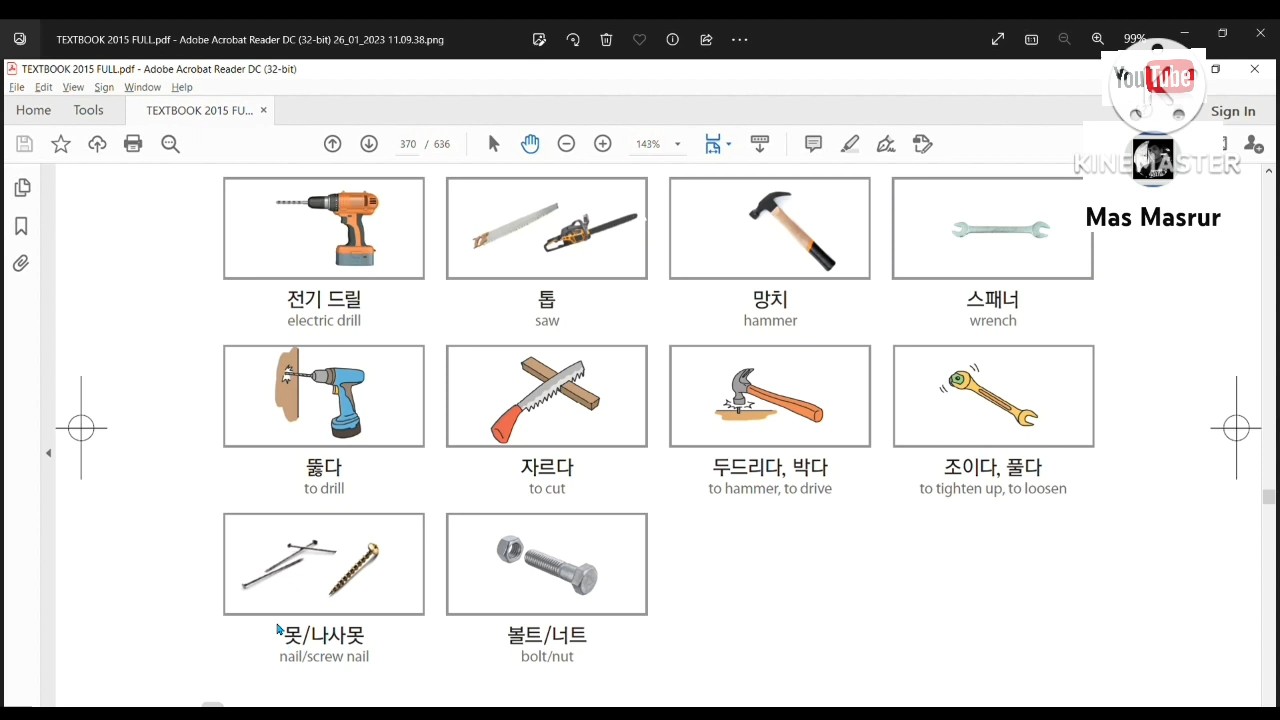 TEXTBOOK 2015 FULL.pdf - Adobe Acrobat Reader DC (32-bit) 26_01_2023 11.09.38.png
99%
TEXTBOOK 2015 FULL.pdf - Adobe Acrobat Reader DC (32-bit)
File Edit View Sign Window Help
YouTube
Home Tools TEXTBOOK 2015 FU... Sign In
370 / 636 143%
KINEMASTER
Mas Masrur
전기 드릴 톱 망치 스패너
electric drill saw hammer wrench
뚫다 자르다 두드리다, 박다 조이다, 풀다
to drill to cut to hammer, to drive to tighten up, to loosen
못/나사못 볼트/너트
nail/screw nail bolt/nut